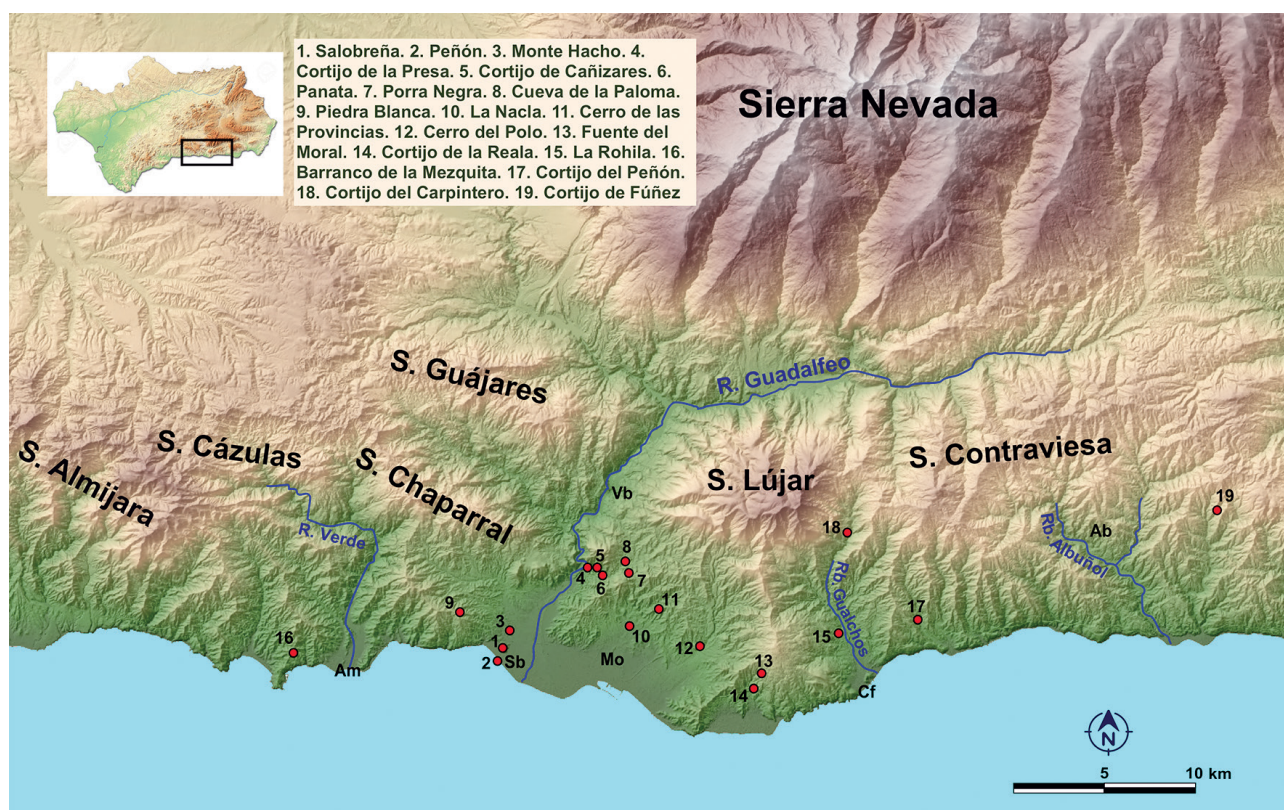 1. Salobreña. 2. Peñón. 3. Monte Hacho. 4.
Cortijo de la Presa. 5. Cortijo de Cañizares. 6.
Panata. 7. Porra Negra. 8. Cueva de la Paloma.
9. Piedra Blanca. 10. La Nacla. 11. Cerro de las
Provincias. 12. Cerro del Polo. 13. Fuente del
Moral. 14. Cortijo de la Reala. 15. La Rohila. 16.
Barranco de la Mezquita. 17. Cortijo del Peñón.
18. Cortijo del Carpintero. 19. Cortijo de Fúñez
Sierra Nevada
S. Guájares
R. Guadalfeo
S. Cázulas
S. Almijara
S. Chaparral
S. Lújar
S. Contraviesa
Vb
R. Verde
Rb. Albuñol
Ab
19
18
8
5
4
6
7
Rb. Gualchos
9
3
11
10
17
15
16
1
2
Sb
Mo
12
Am
13
14
Cf
N
5
10 km